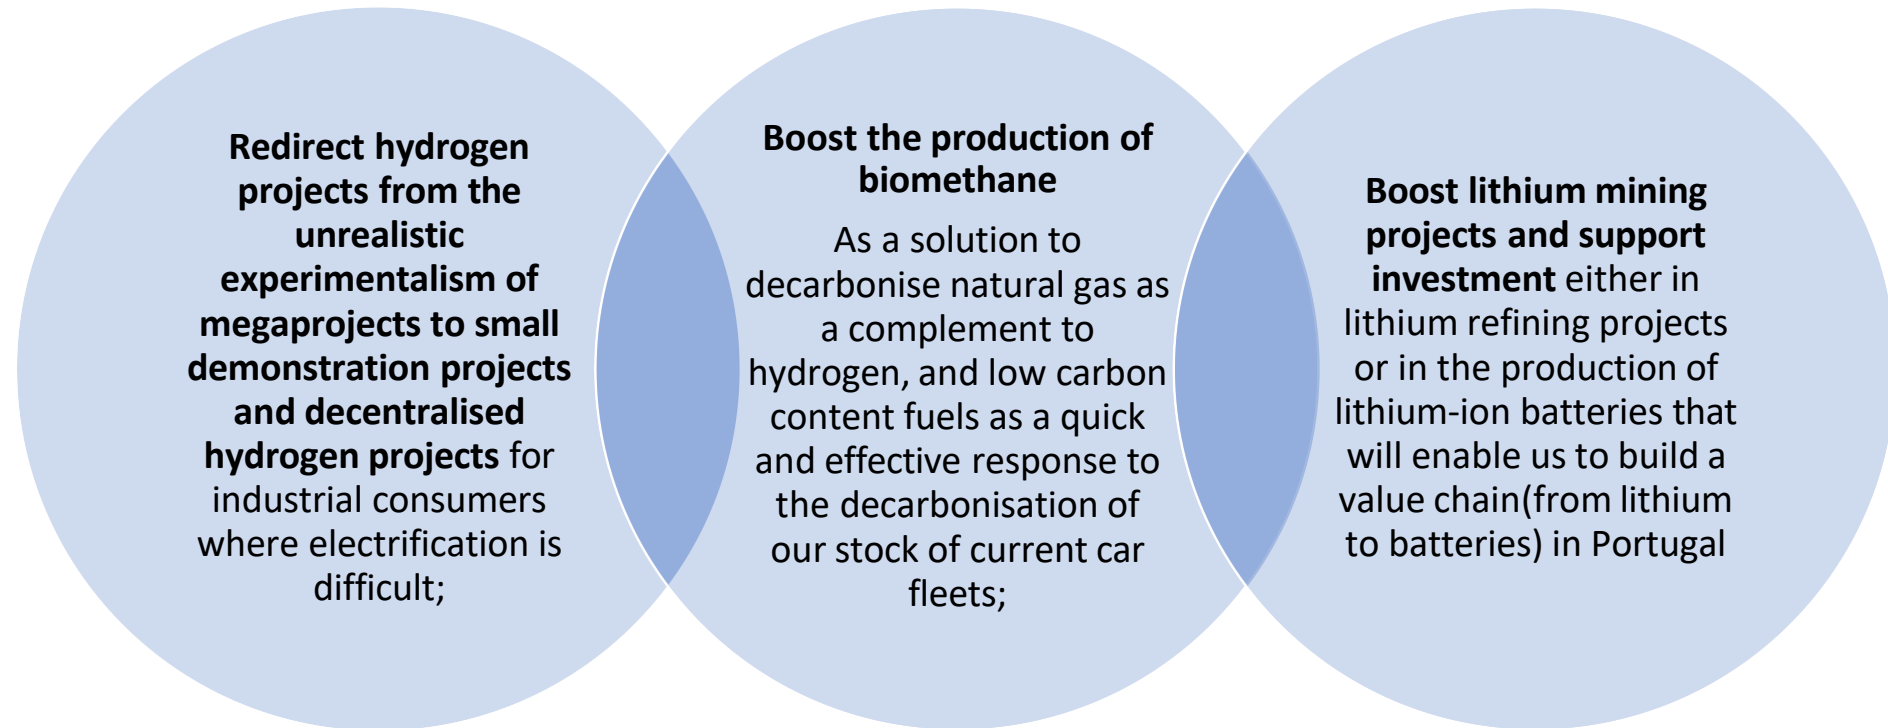 Redirect hydrogen
projects from the
unrealistic
experimentalism of
megaprojects to small
demonstration projects
and decentralised
hydrogen projects for
industrial consumers
where electrification is
difficult;
Boost the production of
biomethane
As a solution to
decarbonise natural gas as
a complement to
hydrogen, and low carbon
content fuels as a quick
and effective response to
the decarbonisation of
our stock of current car
fleets;
Boost lithium mining
projects and support
investment either in
lithium refining projects
or in the production of
lithium-ion batteries that
will enable us to build a
value chain(from lithium
to batteries) in Portugal